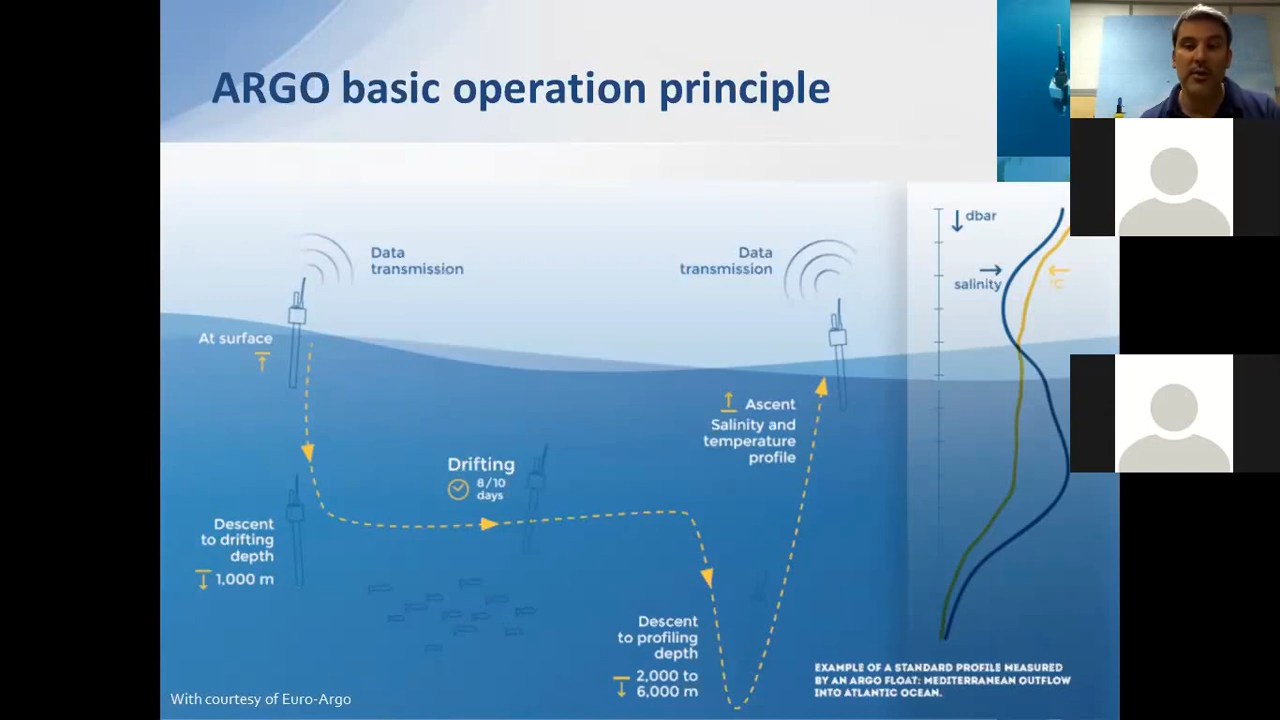 ARGO basic operation principle
Data
transmission
Data
transmission
dbar
salinity
°C
At surface
Ascent
Salinity and
temperature
profile
Drifting
8/10
days
Descent
to drifting
depth
1,000 m
Descent
to profiling
depth
2,000 to
6,000 m
EXAMPLE OF A STANDARD PROFILE MEASURED
BY AN ARGO FLOAT: MEDITERRANEAN OUTFLOW
INTO ATLANTIC OCEAN.
With courtesy of Euro-Argo